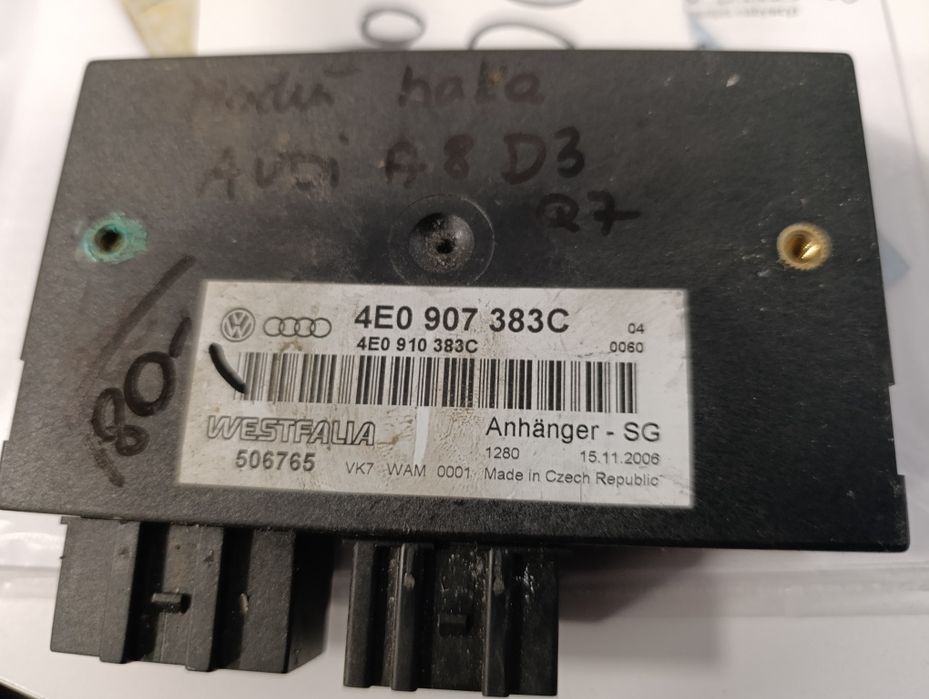 Moduł haka
AUDi A8 D3
Q7
80,-
4E0 907 383C
04
4E0 910 383C
0060
WESTFALIA
Anhänger - SG
506765
1280 15.11.2006
VK7 WAM 0001 Made in Czech Republic